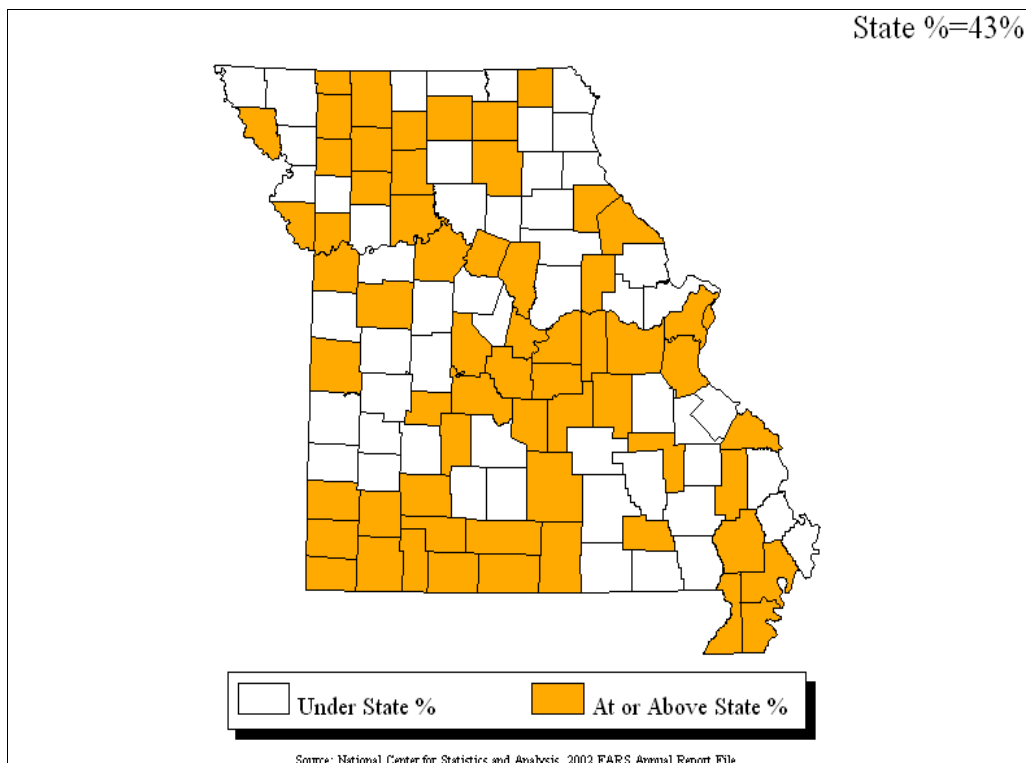 State %=43%
Under State %
At or Above State %
Source: National Center for Statistics and Analysis, 2002 FARS Annual Report File